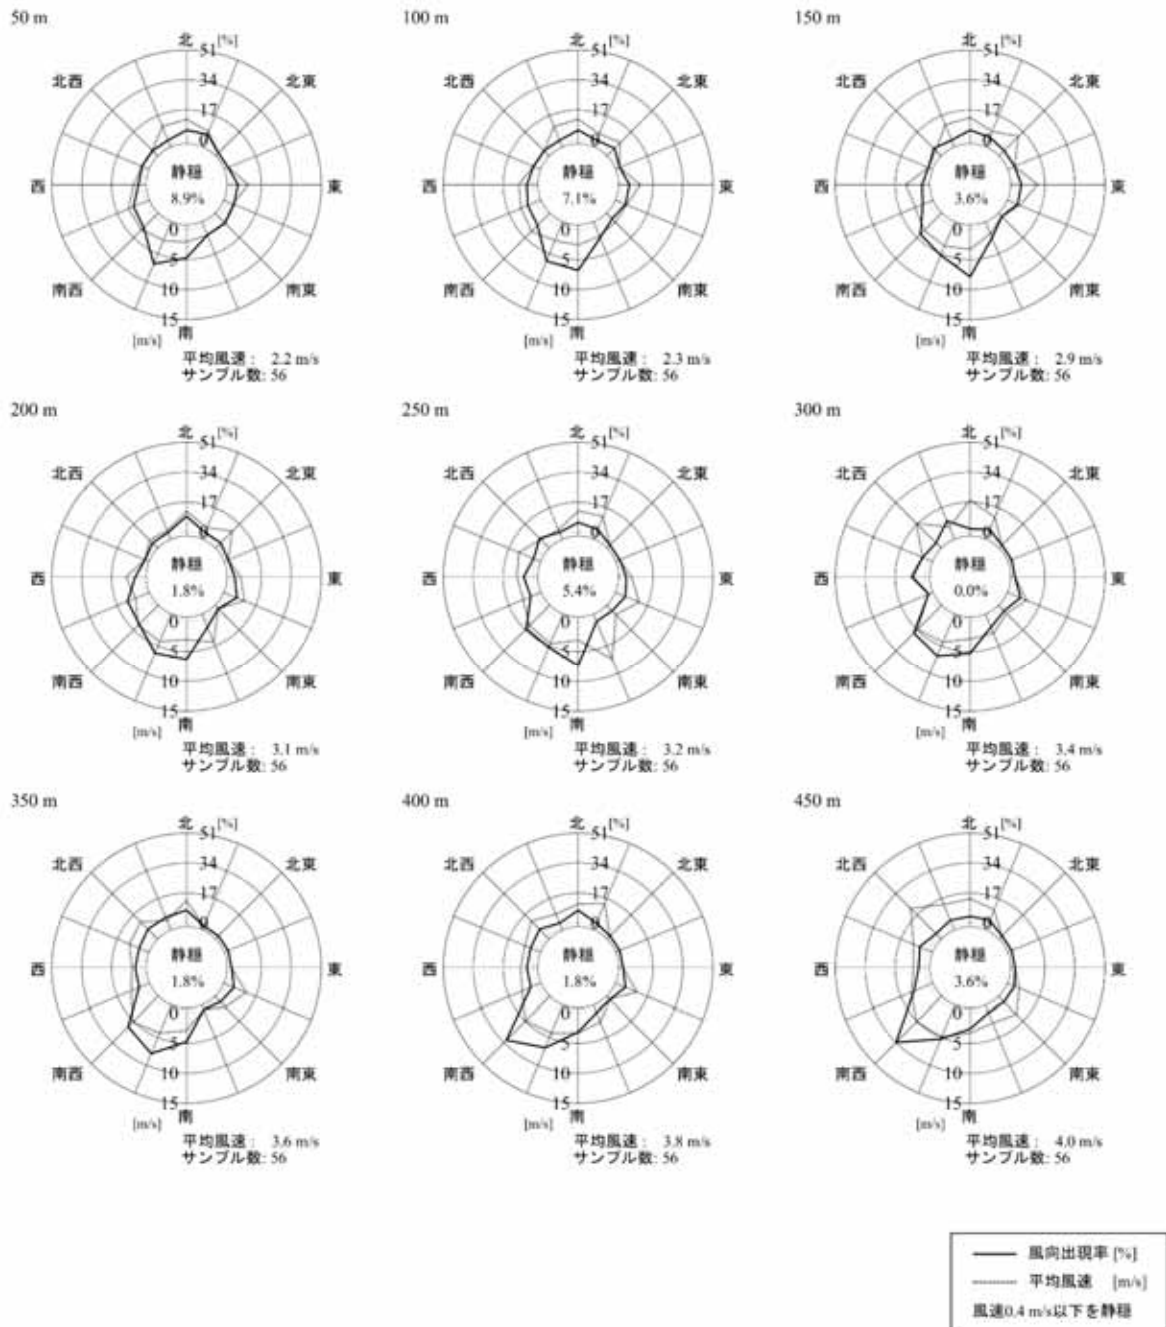 50 m
北 [%]
51
北西
北東
34
17
0
西
静穏
東
8.9%
0
5
南西
南東
10
15
南
[m/s]
平均風速： 2.2 m/s
サンプル数: 56
100 m
北 [%]
51
北西
北東
34
17
0
西
静穏
東
7.1%
0
5
南西
南東
10
15
南
[m/s]
平均風速： 2.3 m/s
サンプル数: 56
150 m
北 [%]
51
北西
北東
34
17
0
西
静穏
東
3.6%
0
5
南西
南東
10
15
南
[m/s]
平均風速： 2.9 m/s
サンプル数: 56
200 m
北 [%]
51
北西
北東
34
17
0
西
静穏
東
1.8%
0
5
南西
南東
10
15
南
[m/s]
平均風速： 3.1 m/s
サンプル数: 56
250 m
北 [%]
51
北西
北東
34
17
0
西
静穏
東
5.4%
0
5
南西
南東
10
15
南
[m/s]
平均風速： 3.2 m/s
サンプル数: 56
300 m
北 [%]
51
北西
北東
34
17
0
西
静穏
東
0.0%
0
5
南西
南東
10
15
南
[m/s]
平均風速： 3.4 m/s
サンプル数: 56
350 m
北 [%]
51
北西
北東
34
17
0
西
静穏
東
1.8%
0
5
南西
南東
10
15
南
[m/s]
平均風速： 3.6 m/s
サンプル数: 56
400 m
北 [%]
51
北西
北東
34
17
0
西
静穏
東
1.8%
0
5
南西
南東
10
15
南
[m/s]
平均風速： 3.8 m/s
サンプル数: 56
450 m
北 [%]
51
北西
北東
34
17
0
西
静穏
東
3.6%
0
5
南西
南東
10
15
南
[m/s]
平均風速： 4.0 m/s
サンプル数: 56
風向出現率 [%]
平均風速 [m/s]
風速0.4 m/s以下を静穏